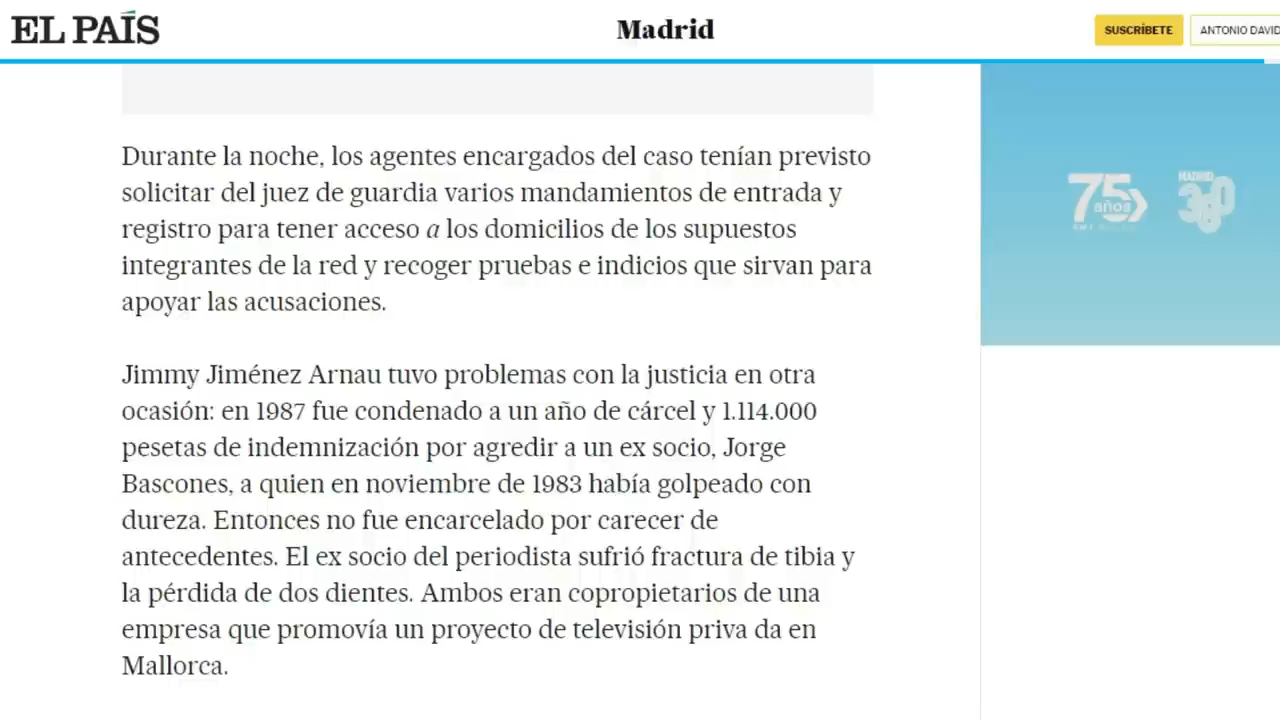 EL PAÍS
Madrid
SUSCRÍBETE
ANTONIO DAVID
75 años
MADRID
360
Durante la noche, los agentes encargados del caso tenían previsto
solicitar del juez de guardia varios mandamientos de entrada y
registro para tener acceso a los domicilios de los supuestos
integrantes de la red y recoger pruebas e indicios que sirvan para
apoyar las acusaciones.
Jimmy Jiménez Arnau tuvo problemas con la justicia en otra
ocasión: en 1987 fue condenado a un año de cárcel y 1.114.000
pesetas de indemnización por agredir a un ex socio, Jorge
Bascones, a quien en noviembre de 1983 había golpeado con
dureza. Entonces no fue encarcelado por carecer de
antecedentes. El ex socio del periodista sufrió fractura de tibia y
la pérdida de dos dientes. Ambos eran copropietarios de una
empresa que promovía un proyecto de televisión priva da en
Mallorca.